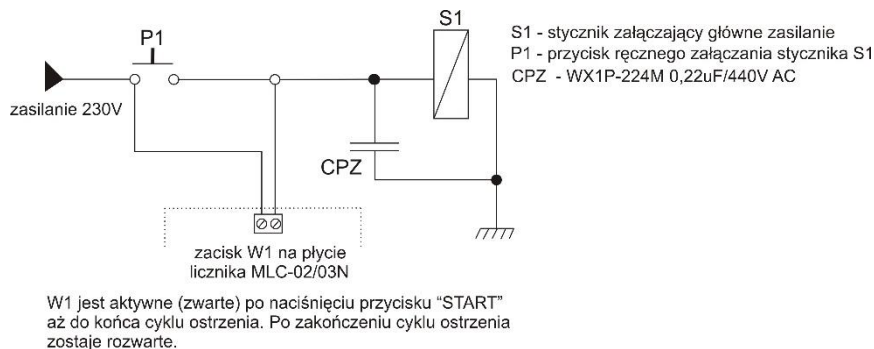 S1
P1
S1 - stycznik załączający główne zasilanie
P1 - przycisk ręcznego załączania stycznika S1
CPZ - WX1P-224M 0,22uF/440V AC
zasilanie 230V
CPZ
zacisk W1 na płycie
licznika MLC-02/03N
W1 jest aktywne (zwarte) po naciśnięciu przycisku “START”
aż do końca cyklu ostrzenia. Po zakończeniu cyklu ostrzenia
zostaje rozwarte.